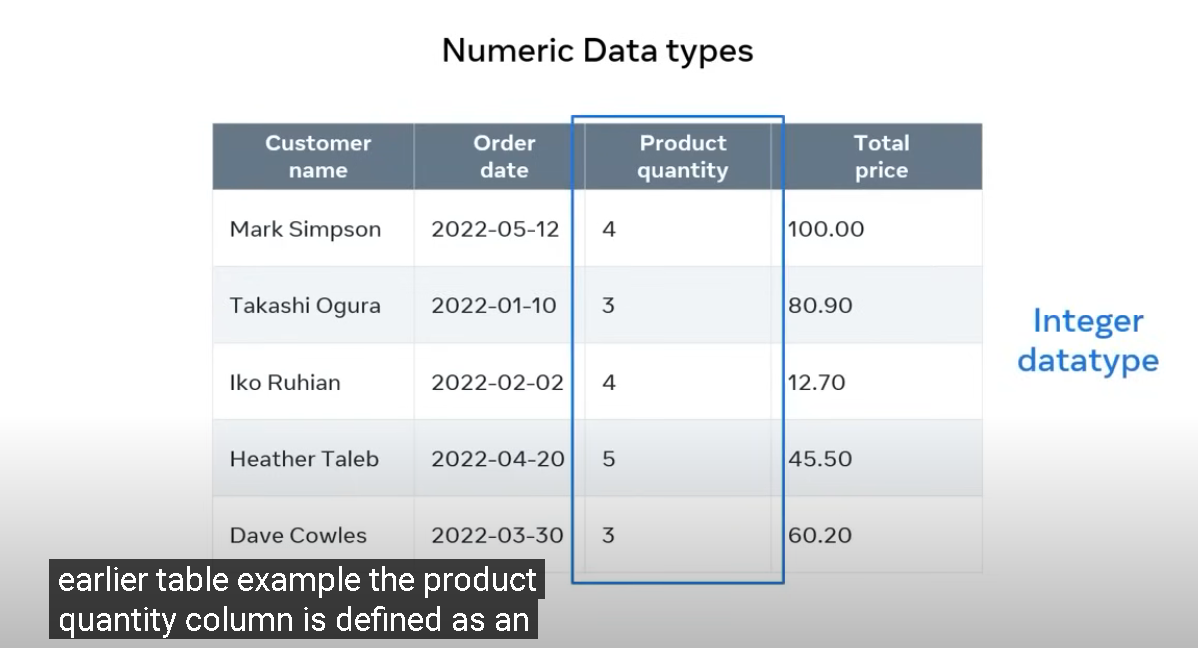 Numeric Data types
Customer name Order date Product quantity Total price
Mark Simpson 2022-05-12 4 100.00
Takashi Ogura 2022-01-10 3 80.90
Iko Ruhian 2022-02-02 4 12.70
Heather Taleb 2022-04-20 5 45.50
Dave Cowles 2022-03-30 3 60.20
Integer
datatype
earlier table example the product
quantity column is defined as an